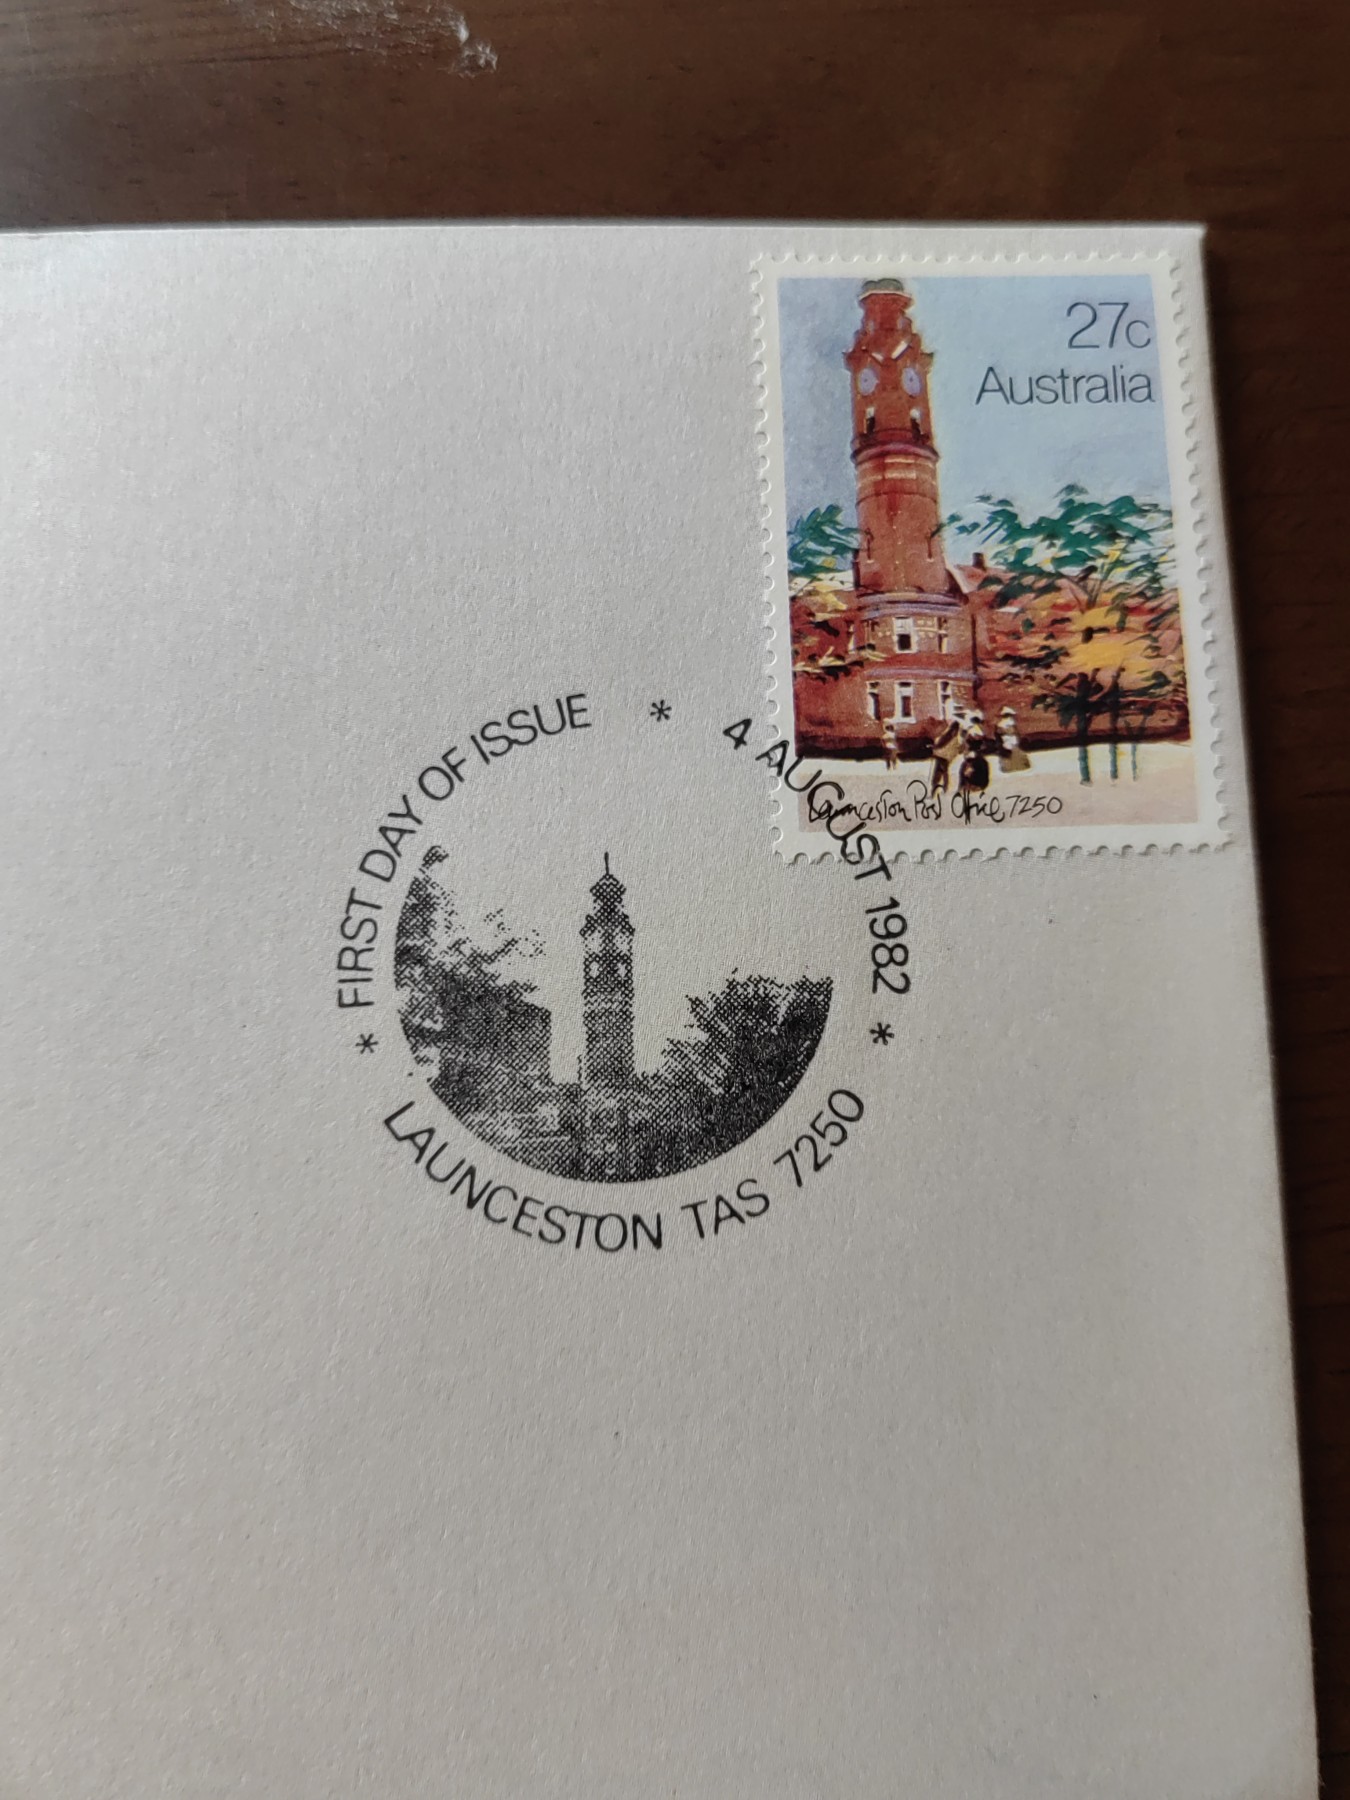 27c
Australia
Launceston Post Office 7250
* FIRST DAY OF ISSUE * 4 AUGUST 1982 *
LAUNCESTON TAS 7250